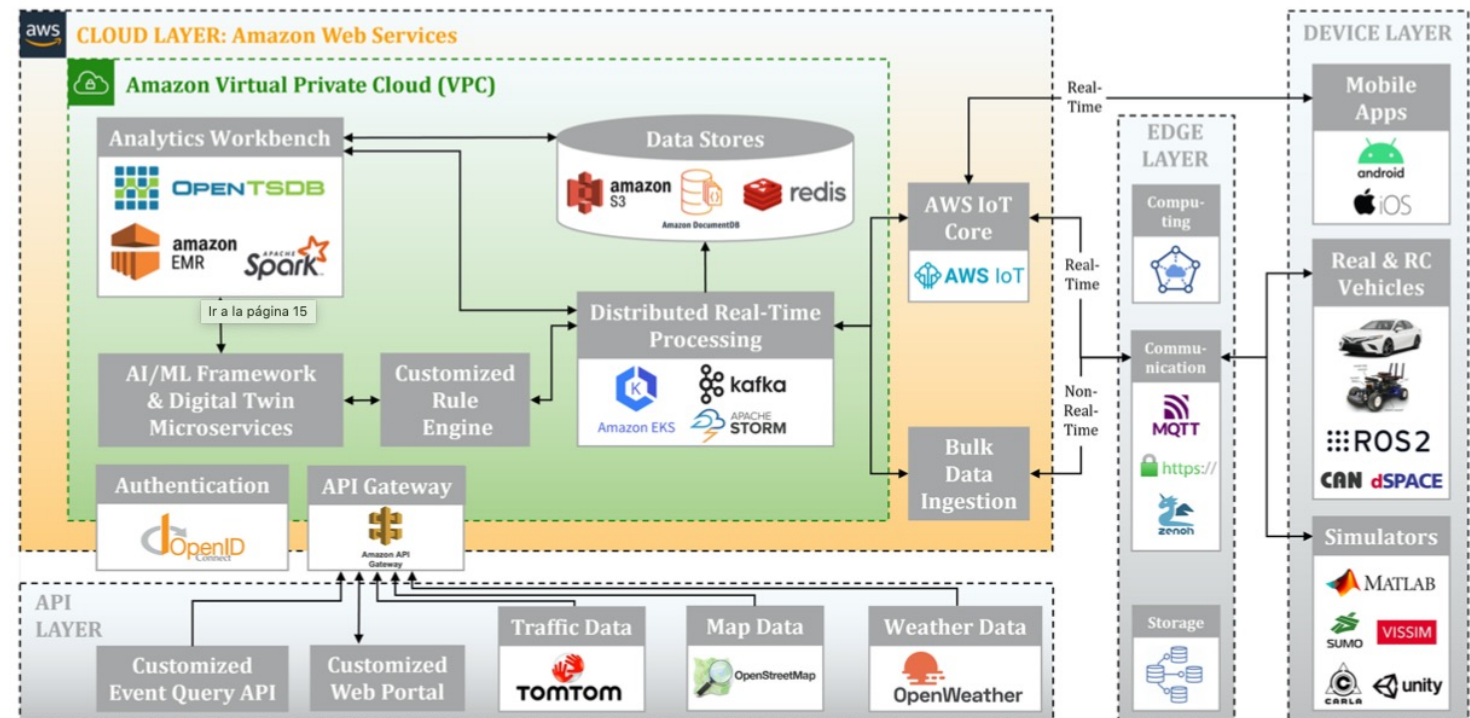 aws
CLOUD LAYER: Amazon Web Services
Amazon Virtual Private Cloud (VPC)
Analytics Workbench
OPENTSDB
amazon
EMR
APACHE
Spark
Ir a la página 15
Data Stores
amazon
S3
Amazon DocumentDB
redis
Distributed Real-Time
Processing
Amazon EKS
kafka
APACHE
STORM
AI/ML Framework
& Digital Twin
Microservices
Customized
Rule
Engine
Authentication
OpenID
Connect
API Gateway
Amazon API
Gateway
AWS IoT
Core
AWS IoT
Bulk
Data
Ingestion
Real-
Time
Real-
Time
Non-
Real-
Time
EDGE
LAYER
Compu-
ting
Commu-
nication
MQTT
https://
zenoh
Storage
DEVICE LAYER
Mobile
Apps
android
iOS
Real & RC
Vehicles
ROS2
CAN dSPACE
Simulators
MATLAB
SUMO
VISSIM
CARLA
unity
API
LAYER
Customized
Event Query API
Customized
Web Portal
Traffic Data
TOMTOM
Map Data
OpenStreetMap
Weather Data
OpenWeather